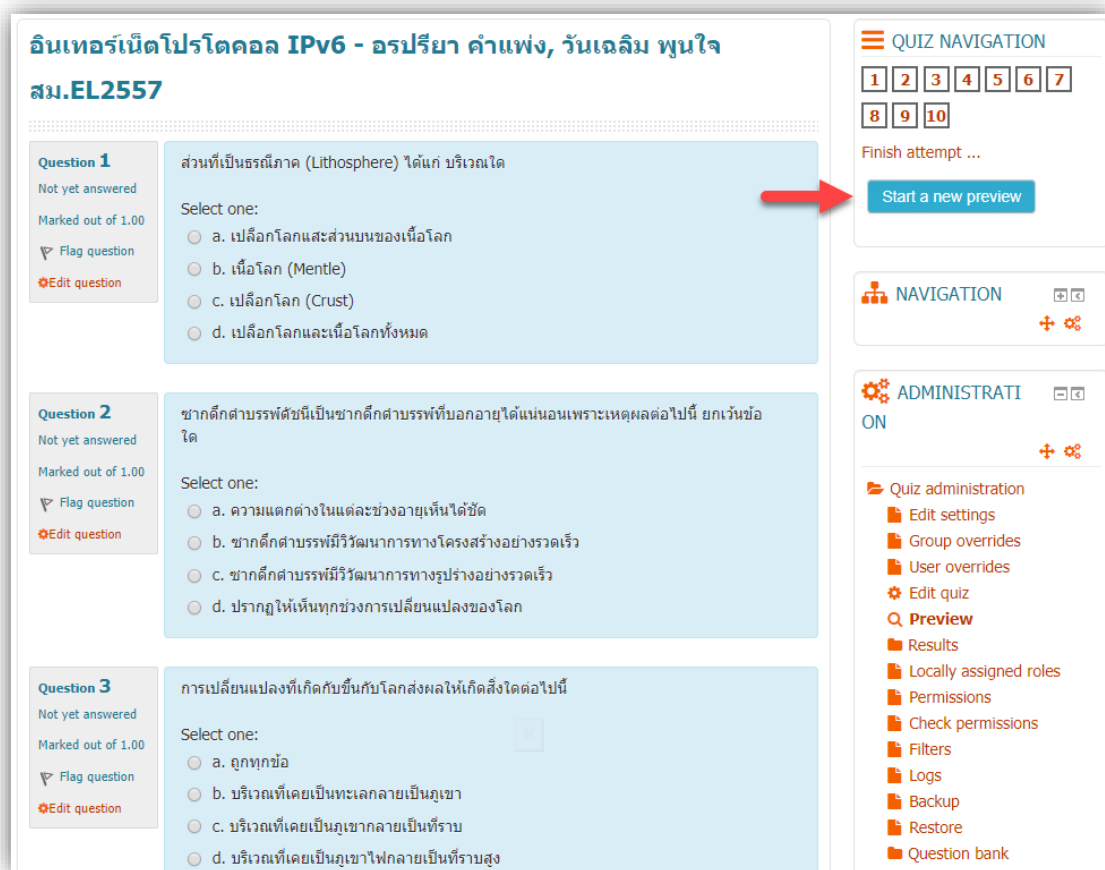 อินเทอร์เน็ตโปรโตคอล IPv6 - อรปรียา คำแพ่ง, วันเฉลิม พูนใจ
สม.EL2557
Question 1
Not yet answered
Marked out of 1.00
Flag question
Edit question
ส่วนที่เป็นธรณีภาค (Lithosphere) ได้แก่ บริเวณใด
Select one:
a. เปลือกโลกแสะส่วนบนของเนื้อโลก
b. เนื้อโลก (Mentle)
c. เปลือกโลก (Crust)
d. เปลือกโลกและเนื้อโลกทั้งหมด
Question 2
Not yet answered
Marked out of 1.00
Flag question
Edit question
ซากดึกดำบรรพ์ดัชนีเป็นซากดึกดำบรรพ์ที่บอกอายุได้แน่นอนเพราะเหตุผลต่อไปนี้ ยกเว้นข้อ
ใด
Select one:
a. ความแตกต่างในแต่ละช่วงอายุเห็นได้ชัด
b. ซากดึกดำบรรพ์มีวิวัฒนาการทางโครงสร้างอย่างรวดเร็ว
c. ซากดึกดำบรรพ์มีวิวัฒนาการทางรูปร่างอย่างรวดเร็ว
d. ปรากฏให้เห็นทุกช่วงการเปลี่ยนแปลงของโลก
Question 3
Not yet answered
Marked out of 1.00
Flag question
Edit question
การเปลี่ยนแปลงที่เกิดกับขึ้นกับโลกส่งผลให้เกิดสิ่งใดต่อไปนี้
Select one:
a. ถูกทุกข้อ
b. บริเวณที่เคยเป็นทะเลกลายเป็นภูเขา
c. บริเวณที่เคยเป็นภูเขากลายเป็นที่ราบ
d. บริเวณที่เคยเป็นภูเขาไฟกลายเป็นที่ราบสูง
QUIZ NAVIGATION
1 2 3 4 5 6 7
8 9 10
Finish attempt ...
Start a new preview
NAVIGATION
ADMINISTRATI
ON
Quiz administration
Edit settings
Group overrides
User overrides
Edit quiz
Preview
Results
Locally assigned roles
Permissions
Check permissions
Filters
Logs
Backup
Restore
Question bank